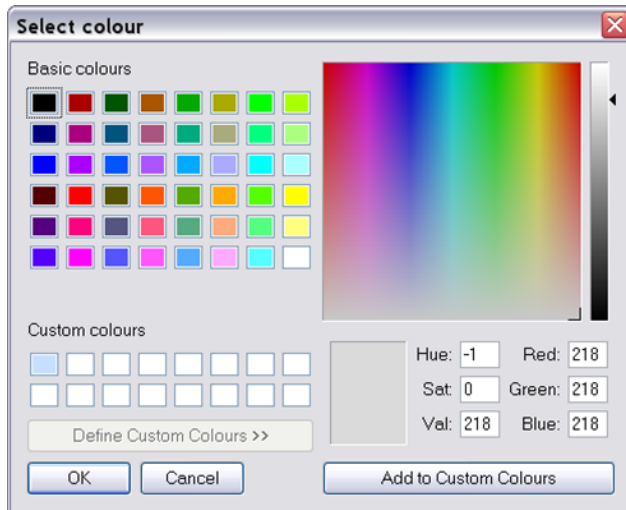 Select colour
Basic colours
Custom colours
Define Custom Colours >>
OK Cancel
Hue: -1 Red: 218
Sat: 0 Green: 218
Val: 218 Blue: 218
Add to Custom Colours